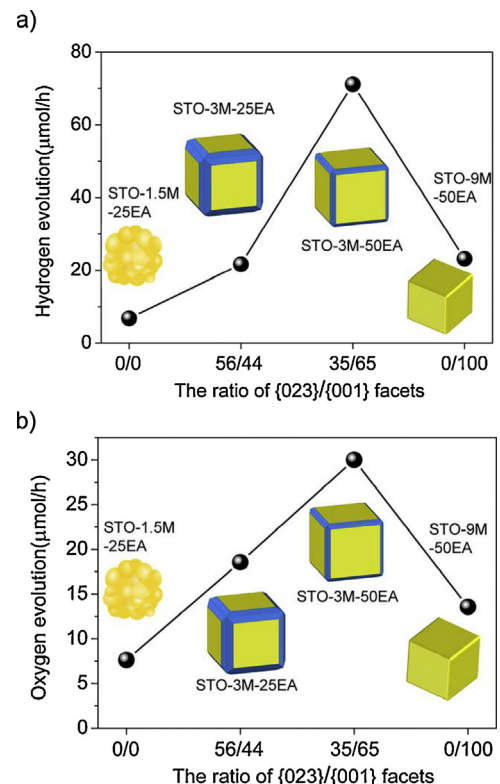 a)
Hydrogen evolution(μmol/h)
80
60
40
20
0
STO-3M-25EA
STO-1.5M
-25EA
STO-9M
-50EA
STO-3M-50EA
0/0
56/44
35/65
0/100
The ratio of {023}/{001} facets
b)
Oxygen evolution(μmol/h)
30
25
20
15
10
5
0
STO-1.5M
-25EA
STO-9M
-50EA
STO-3M-50EA
STO-3M-25EA
0/0
56/44
35/65
0/100
The ratio of {023}/{001} facets